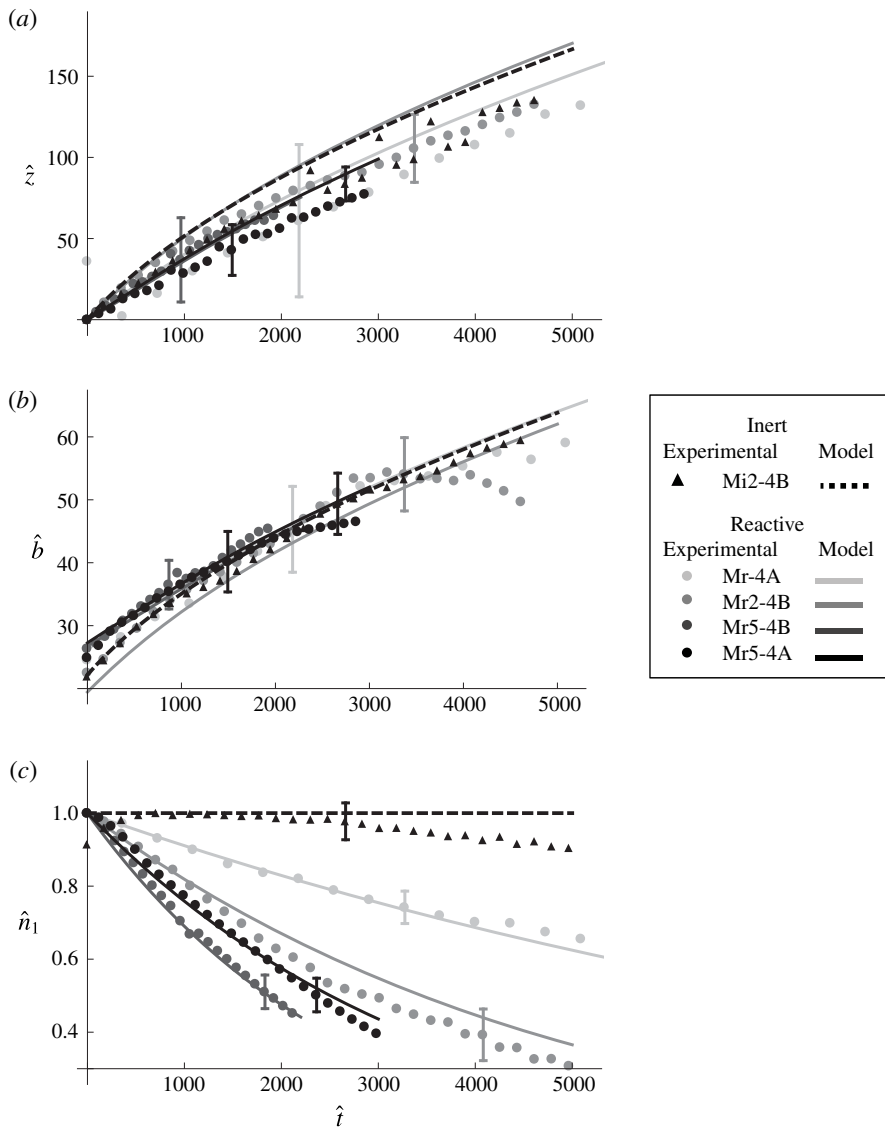 (a)
150
100
ẑ
50
1000 2000 3000 4000 5000
(b)
60
50
b̂
40
30
1000 2000 3000 4000 5000
Inert
Experimental Model
Mi2-4B
Reactive
Experimental Model
Mr-4A
Mr2-4B
Mr5-4B
Mr5-4A
(c)
1.0
0.8
n̂₁
0.6
0.4
1000 2000 3000 4000 5000
t̂